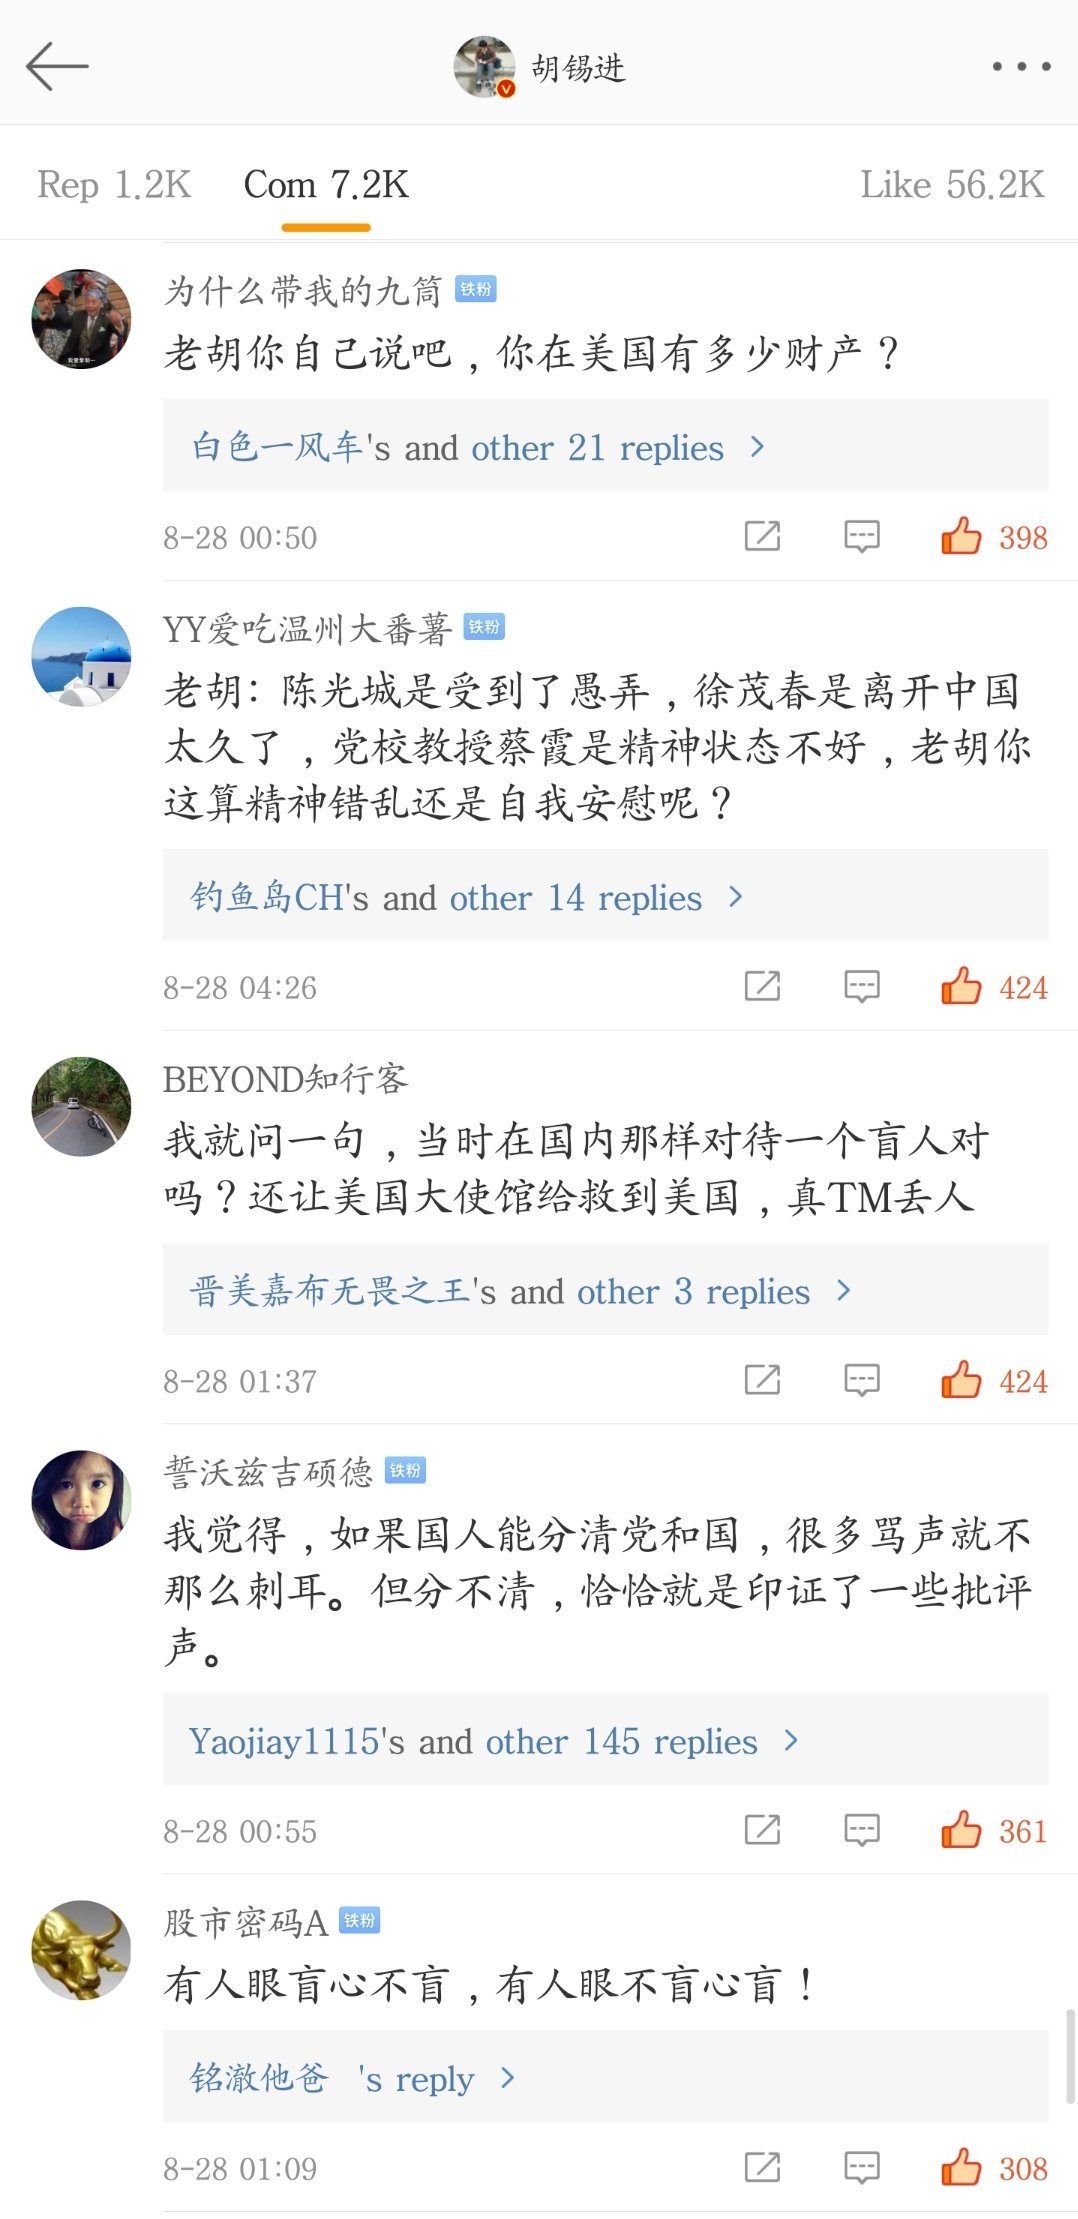 胡锡进
Rep 1.2K Com 7.2K Like 56.2K
为什么带我的九筒 铁粉
老胡你自己说吧，你在美国有多少财产？
白色一风车's and other 21 replies
8-28 00:50 398
YY爱吃温州大番薯 铁粉
老胡：陈光城是受到了愚弄，徐茂春是离开中国
太久了，党校教授蔡霞是精神状态不好，老胡你
这算精神错乱还是自我安慰呢？
钓鱼岛CH's and other 14 replies
8-28 04:26 424
BEYOND知行客
我就问一句，当时在国内那样对待一个盲人对
吗？还让美国大使馆给救到美国，真TM丢人
晋美嘉布无畏之王's and other 3 replies
8-28 01:37 424
誓沃兹吉硕德 铁粉
我觉得，如果国人能分清党和国，很多骂声就不
那么刺耳。但分不清，恰恰就是印证了一些批评
声。
Yaojiay1115's and other 145 replies
8-28 00:55 361
股市密码A 铁粉
有人眼盲心不盲，有人眼不盲心盲！
铭澈他爸 's reply
8-28 01:09 308